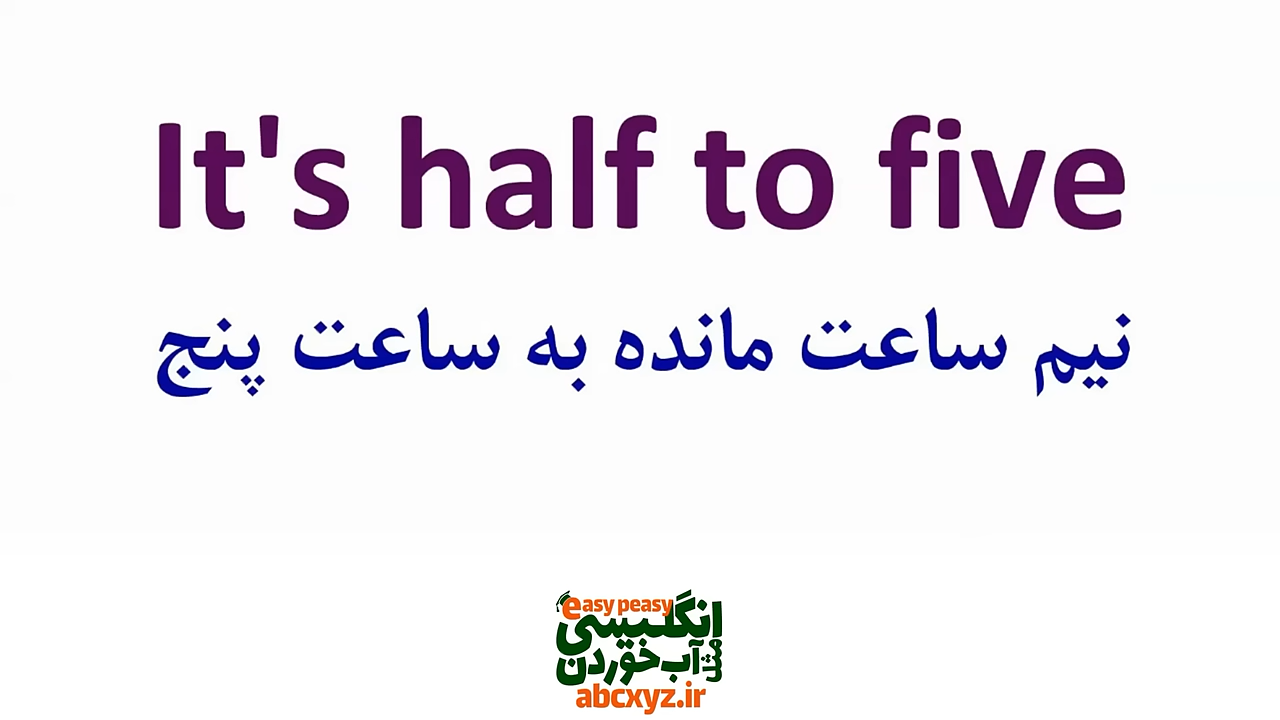 It's half to five
نیم ساعت مانده به ساعت پنج
easy peasy
انگلیسی
مثل آب خوردن
abcxyz.ir